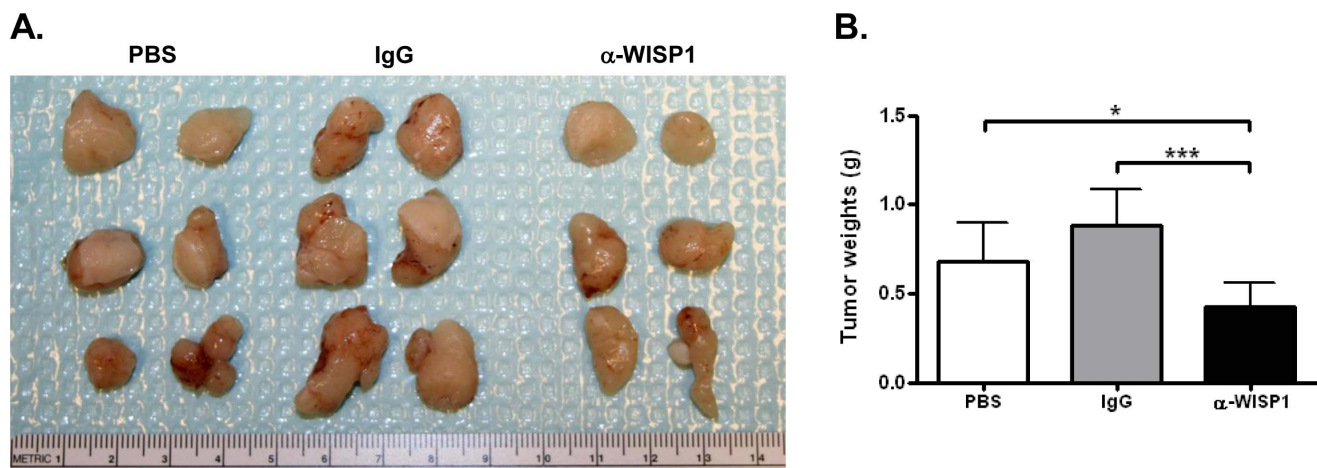 A.
PBS IgG α-WISP1
METRIC 1 2 3 4 5 6 7 8 9 10 11 12 13 14
B.
Tumor weights (g)
1.5
1.0
0.5
0.0
*
***
PBS IgG α-WISP1